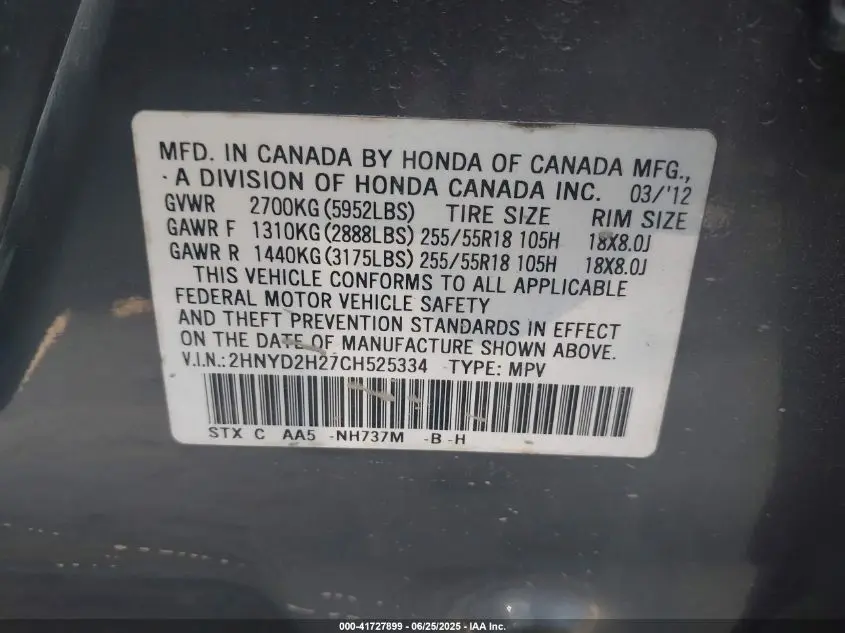 MFD. IN CANADA BY HONDA OF CANADA MFG.,
A DIVISION OF HONDA CANADA INC. 03/'12
GVWR 2700KG (5952LBS) TIRE SIZE RIM SIZE
GAWR F 1310KG (2888LBS) 255/55R18 105H 18X8.0J
GAWR R 1440KG (3175LBS) 255/55R18 105H 18X8.0J
THIS VEHICLE CONFORMS TO ALL APPLICABLE
FEDERAL MOTOR VEHICLE SAFETY
AND THEFT PREVENTION STANDARDS IN EFFECT
ON THE DATE OF MANUFACTURE SHOWN ABOVE.
V.I.N.: 2HNYD2H27CH525334 TYPE: MPV
STX C AA5 -NH737M -B -H
000-41727899 - 06/25/2025 - IAA Inc.